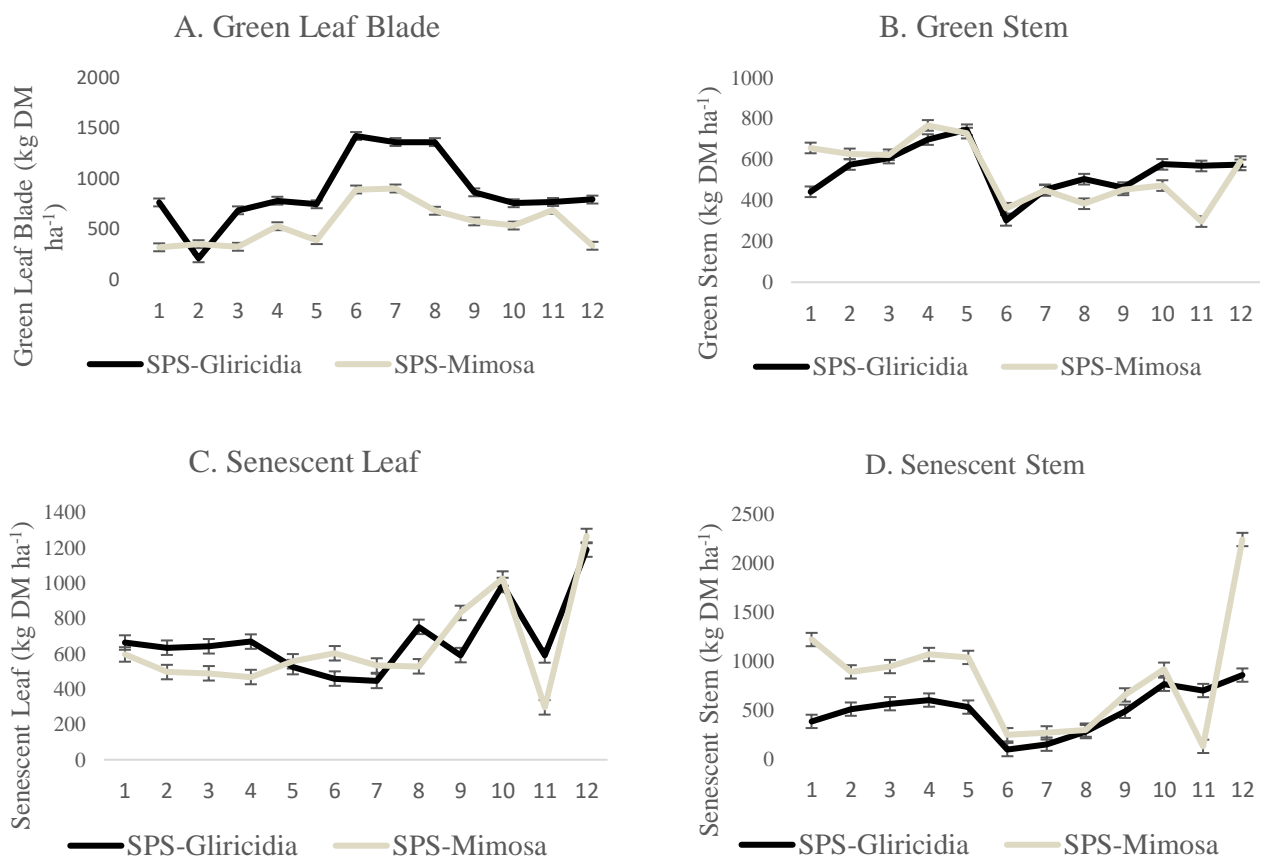 A. Green Leaf Blade
Green Leaf Blade (kg DM
ha⁻¹)
2000
1500
1000
500
0
1 2 3 4 5 6 7 8 9 10 11 12
SPS-Gliricidia SPS-Mimosa
B. Green Stem
Green Stem (kg DM ha⁻¹)
1000
800
600
400
200
0
1 2 3 4 5 6 7 8 9 10 11 12
SPS-Gliricidia SPS-Mimosa
C. Senescent Leaf
Senescent Leaf (kg DM ha⁻¹)
1400
1200
1000
800
600
400
200
0
1 2 3 4 5 6 7 8 9 10 11 12
SPS-Gliricidia SPS-Mimosa
D. Senescent Stem
Senescent Stem (kg DM ha⁻¹)
2500
2000
1500
1000
500
0
1 2 3 4 5 6 7 8 9 10 11 12
SPS-Gliricidia SPS-Mimosa